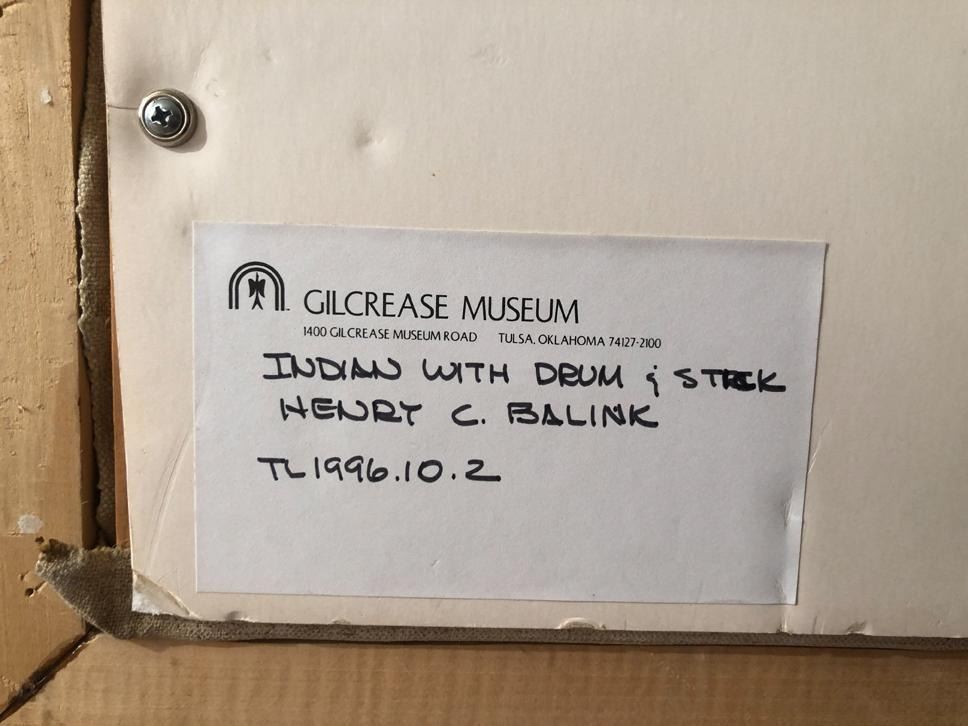 GILCREASE MUSEUM
1400 GILCREASE MUSEUM ROAD TULSA, OKLAHOMA 74127-2100
INDIAN WITH DRUM & STICK
HENRY C. BALINK
TL1996.10.2